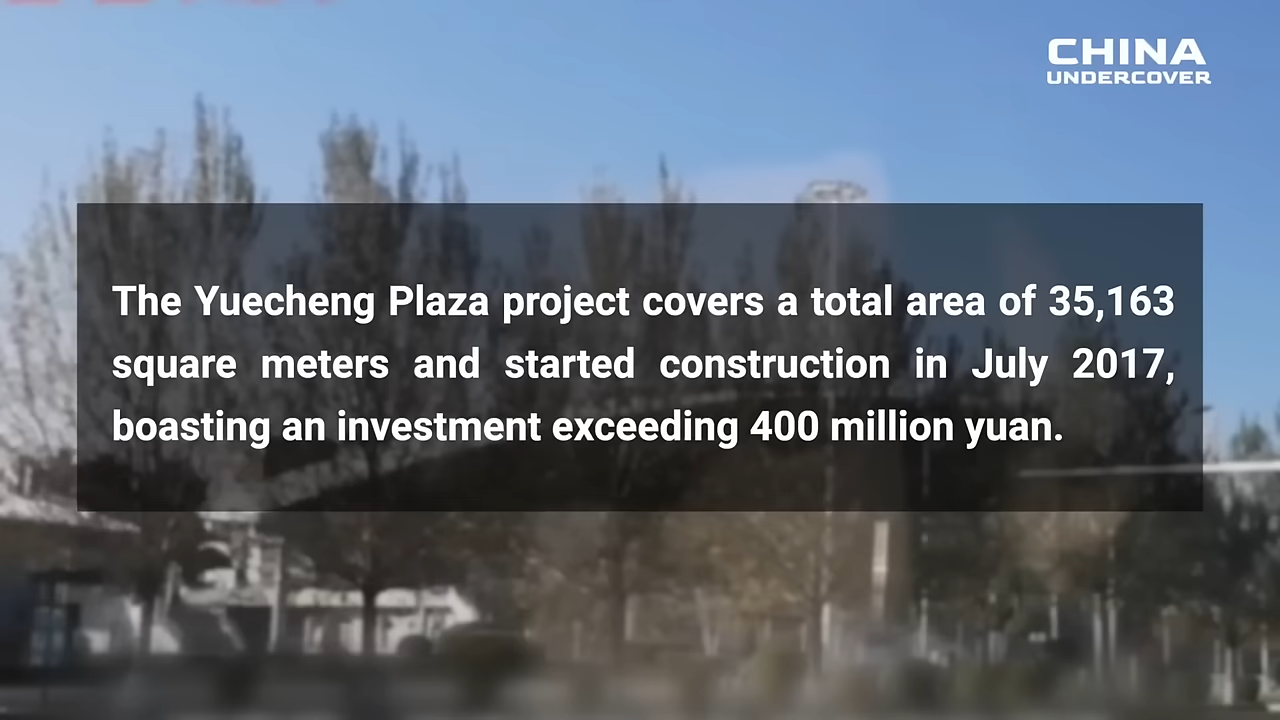 CHINA
UNDERCOVER
The Yuecheng Plaza project covers a total area of 35,163
square meters and started construction in July 2017,
boasting an investment exceeding 400 million yuan.